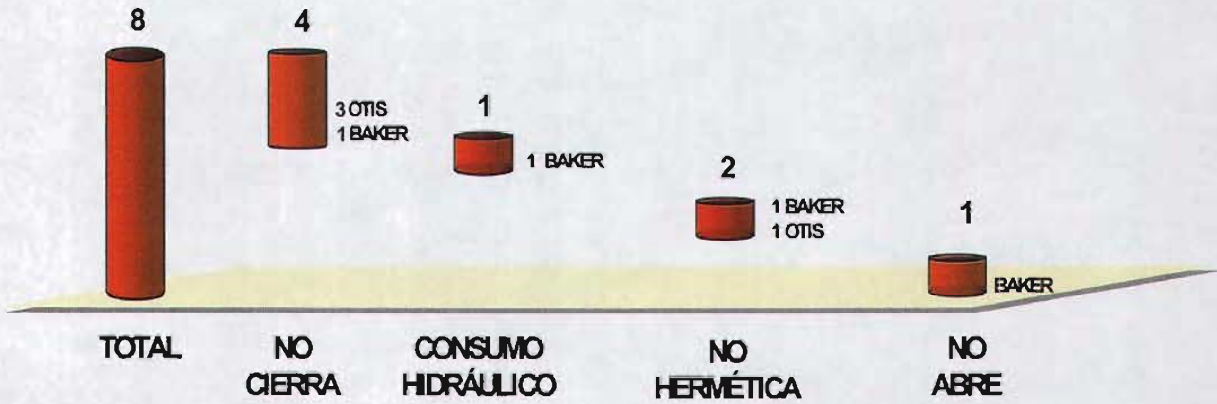 8
4
3 OTIS
1 BAKER
1
1 BAKER
2
1 BAKER
1 OTIS
1
BAKER
TOTAL
NO
CIERRA
CONSUMO
HIDRÁULICO
NO
HERMÉTICA
NO
ABRE